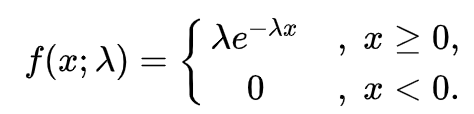 f(x; λ) = { λe^{−λx} , x ≥ 0,
0 , x < 0.